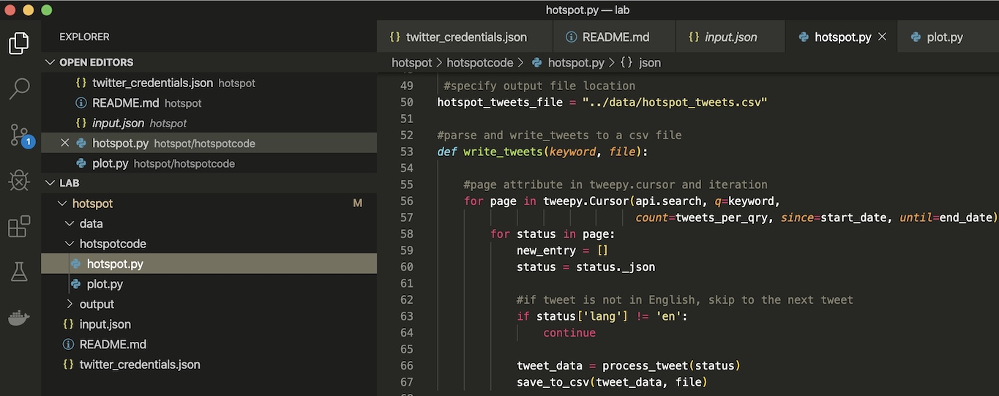 hotspot.py — lab
EXPLORER
OPEN EDITORS
{} twitter_credentials.json hotspot
README.md hotspot
{} input.json hotspot
hotspot.py hotspot/hotspotcode
plot.py hotspot/hotspotcode
LAB
hotspot M
data
hotspotcode
hotspot.py
plot.py
output
{} input.json
README.md
{} twitter_credentials.json
1
{} twitter_credentials.json README.md {} input.json hotspot.py plot.py
hotspot > hotspotcode > hotspot.py > {} json
49 #specify output file location
50 hotspot_tweets_file = "../data/hotspot_tweets.csv"
51
52 #parse and write_tweets to a csv file
53 def write_tweets(keyword, file):
54
55 #page attribute in tweepy.cursor and iteration
56 for page in tweepy.Cursor(api.search, q=keyword,
57 count=tweets_per_qry, since=start_date, until=end_date)
58 for status in page:
59 new_entry = []
60 status = status._json
61
62 #if tweet is not in English, skip to the next tweet
63 if status['lang'] != 'en':
64 continue
65
66 tweet_data = process_tweet(status)
67 save_to_csv(tweet_data, file)